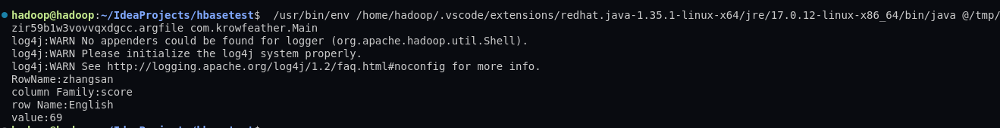 hadoop@hadoop:~/IdeaProjects/hbasetest$  /usr/bin/env /home/hadoop/.vscode/extensions/redhat.java-1.35.1-linux-x64/jre/17.0.12-linux-x86_64/bin/java @/tmp/
zir59b1w3vovvqxdgcc.argfile com.krowfeather.Main
log4j:WARN No appenders could be found for logger (org.apache.hadoop.util.Shell).
log4j:WARN Please initialize the log4j system properly.
log4j:WARN See http://logging.apache.org/log4j/1.2/faq.html#noconfig for more info.
RowName:zhangsan
column Family:score
row Name:English
value:69